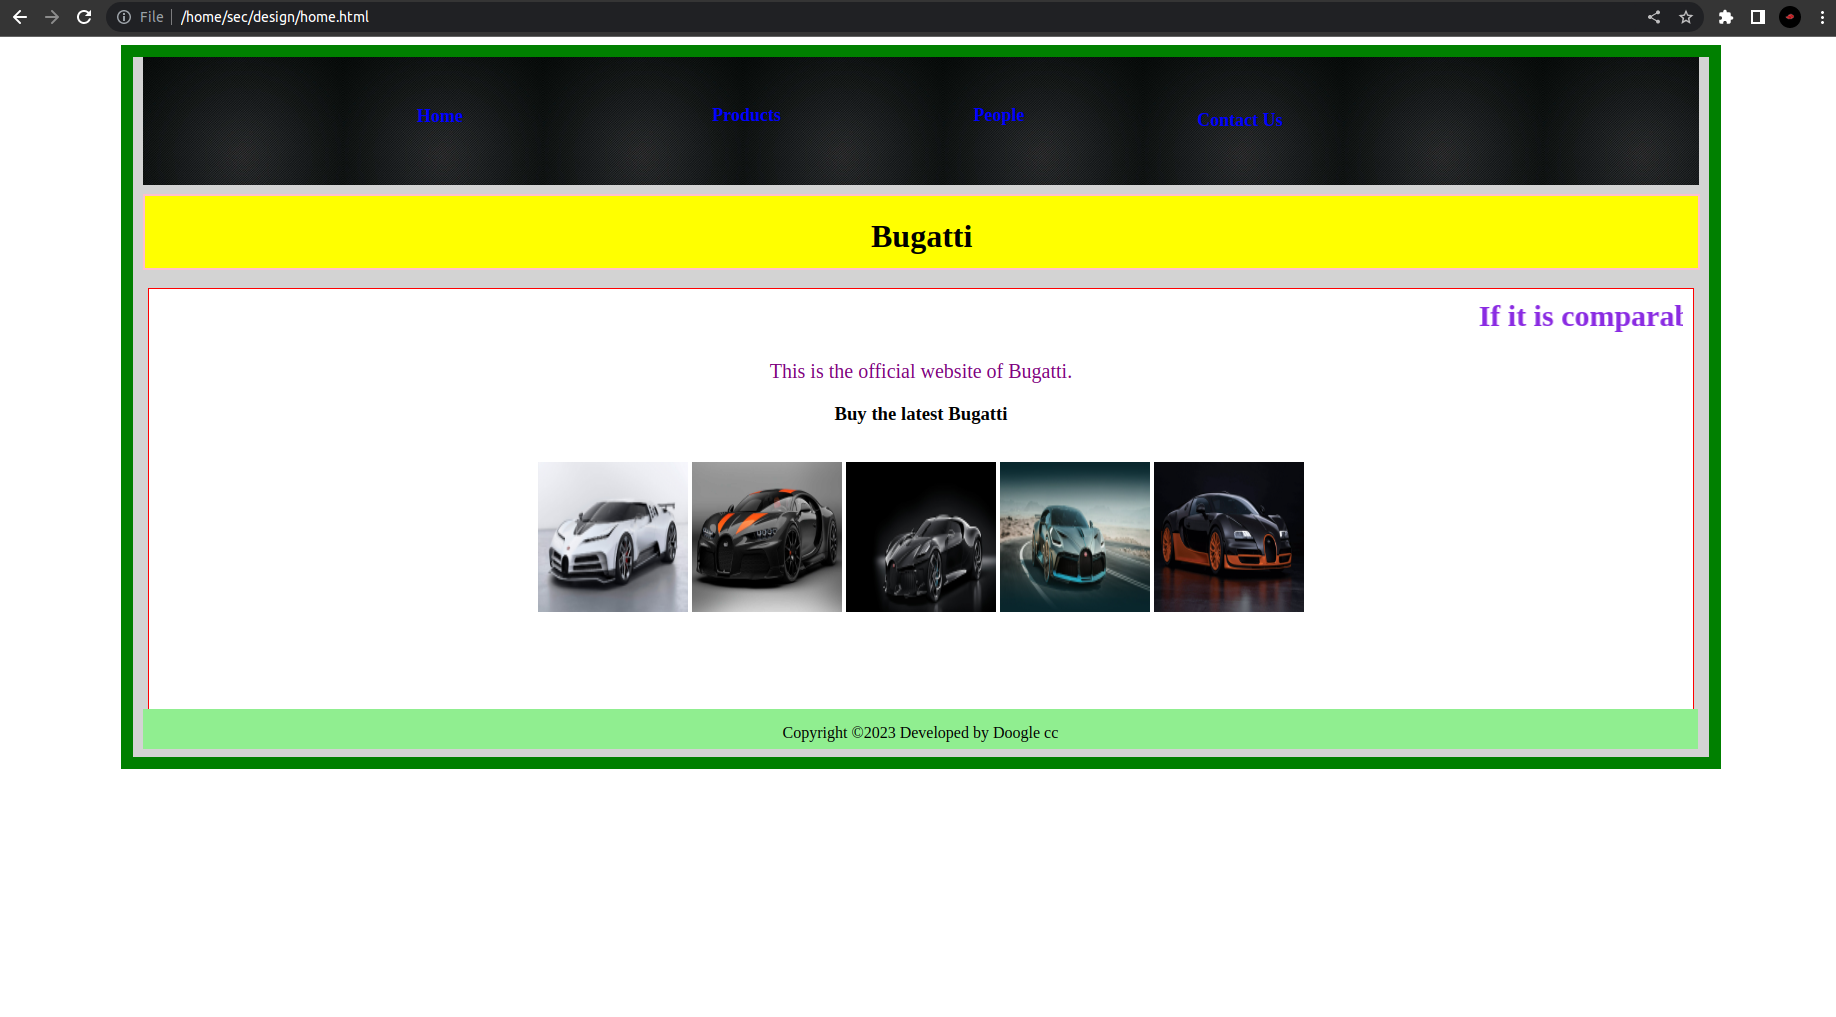 File /home/sec/design/home.html
Home Products People Contact Us
Bugatti
If it is comparab
This is the official website of Bugatti.
Buy the latest Bugatti
Copyright ©2023 Developed by Doogle cc